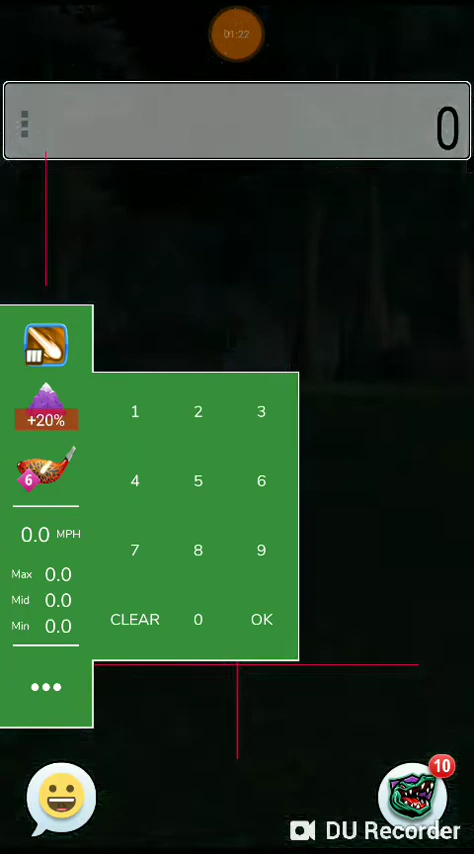 01:22
0
III
+20%
6
0.0 MPH
Max 0.0
Mid 0.0
Min 0.0
1 2 3
4 5 6
7 8 9
CLEAR 0 OK
10
DU Recorder